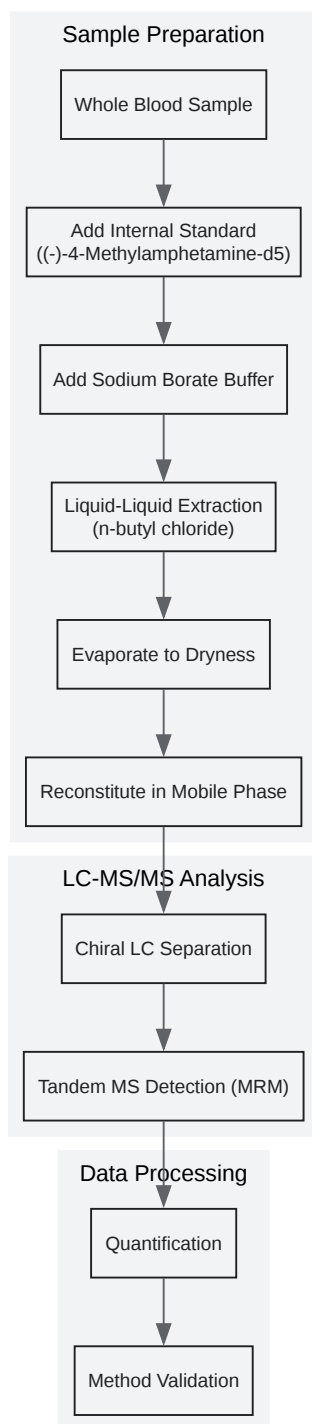 Sample Preparation
Whole Blood Sample
Add Internal Standard
((-)-4-Methylamphetamine-d5)
Add Sodium Borate Buffer
Liquid-Liquid Extraction
(n-butyl chloride)
Evaporate to Dryness
Reconstitute in Mobile Phase
LC-MS/MS Analysis
Chiral LC Separation
Tandem MS Detection (MRM)
Data Processing
Quantification
Method Validation